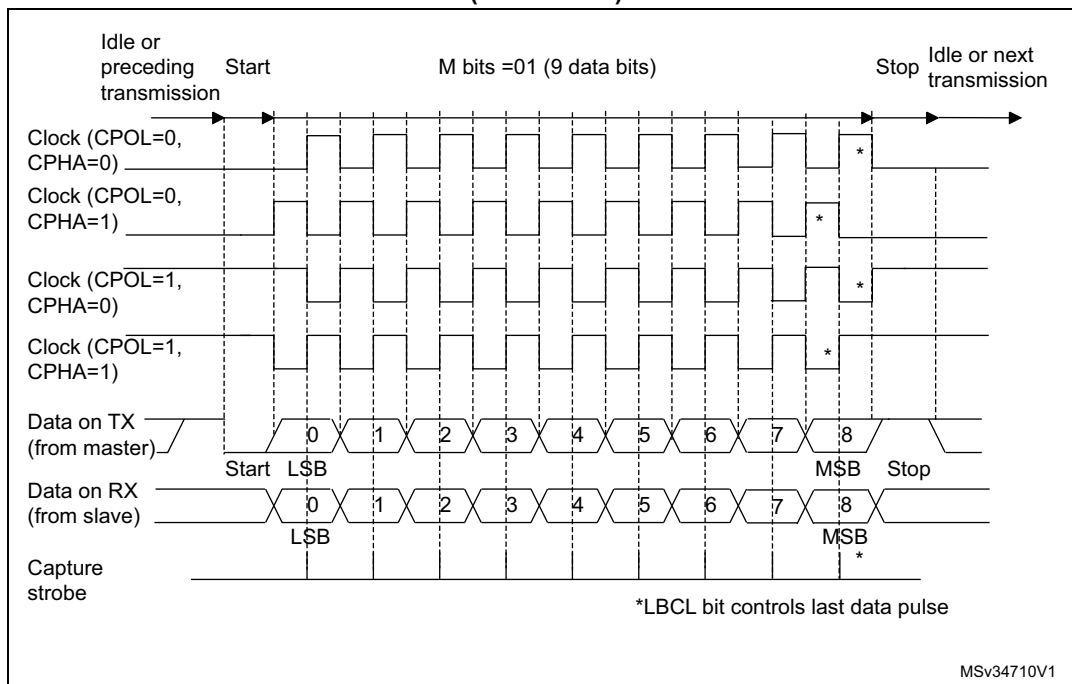 Idle or
preceding
transmission
Start
M bits =01 (9 data bits)
Stop
Idle or next
transmission
Clock (CPOL=0,
CPHA=0)
*
Clock (CPOL=0,
CPHA=1)
*
Clock (CPOL=1,
CPHA=0)
*
Clock (CPOL=1,
CPHA=1)
*
Data on TX
(from master)
0 1 2 3 4 5 6 7 8
Start LSB MSB Stop
Data on RX
(from slave)
0 1 2 3 4 5 6 7 8
LSB MSB
Capture
strobe
*
*LBCL bit controls last data pulse
MSv34710V1